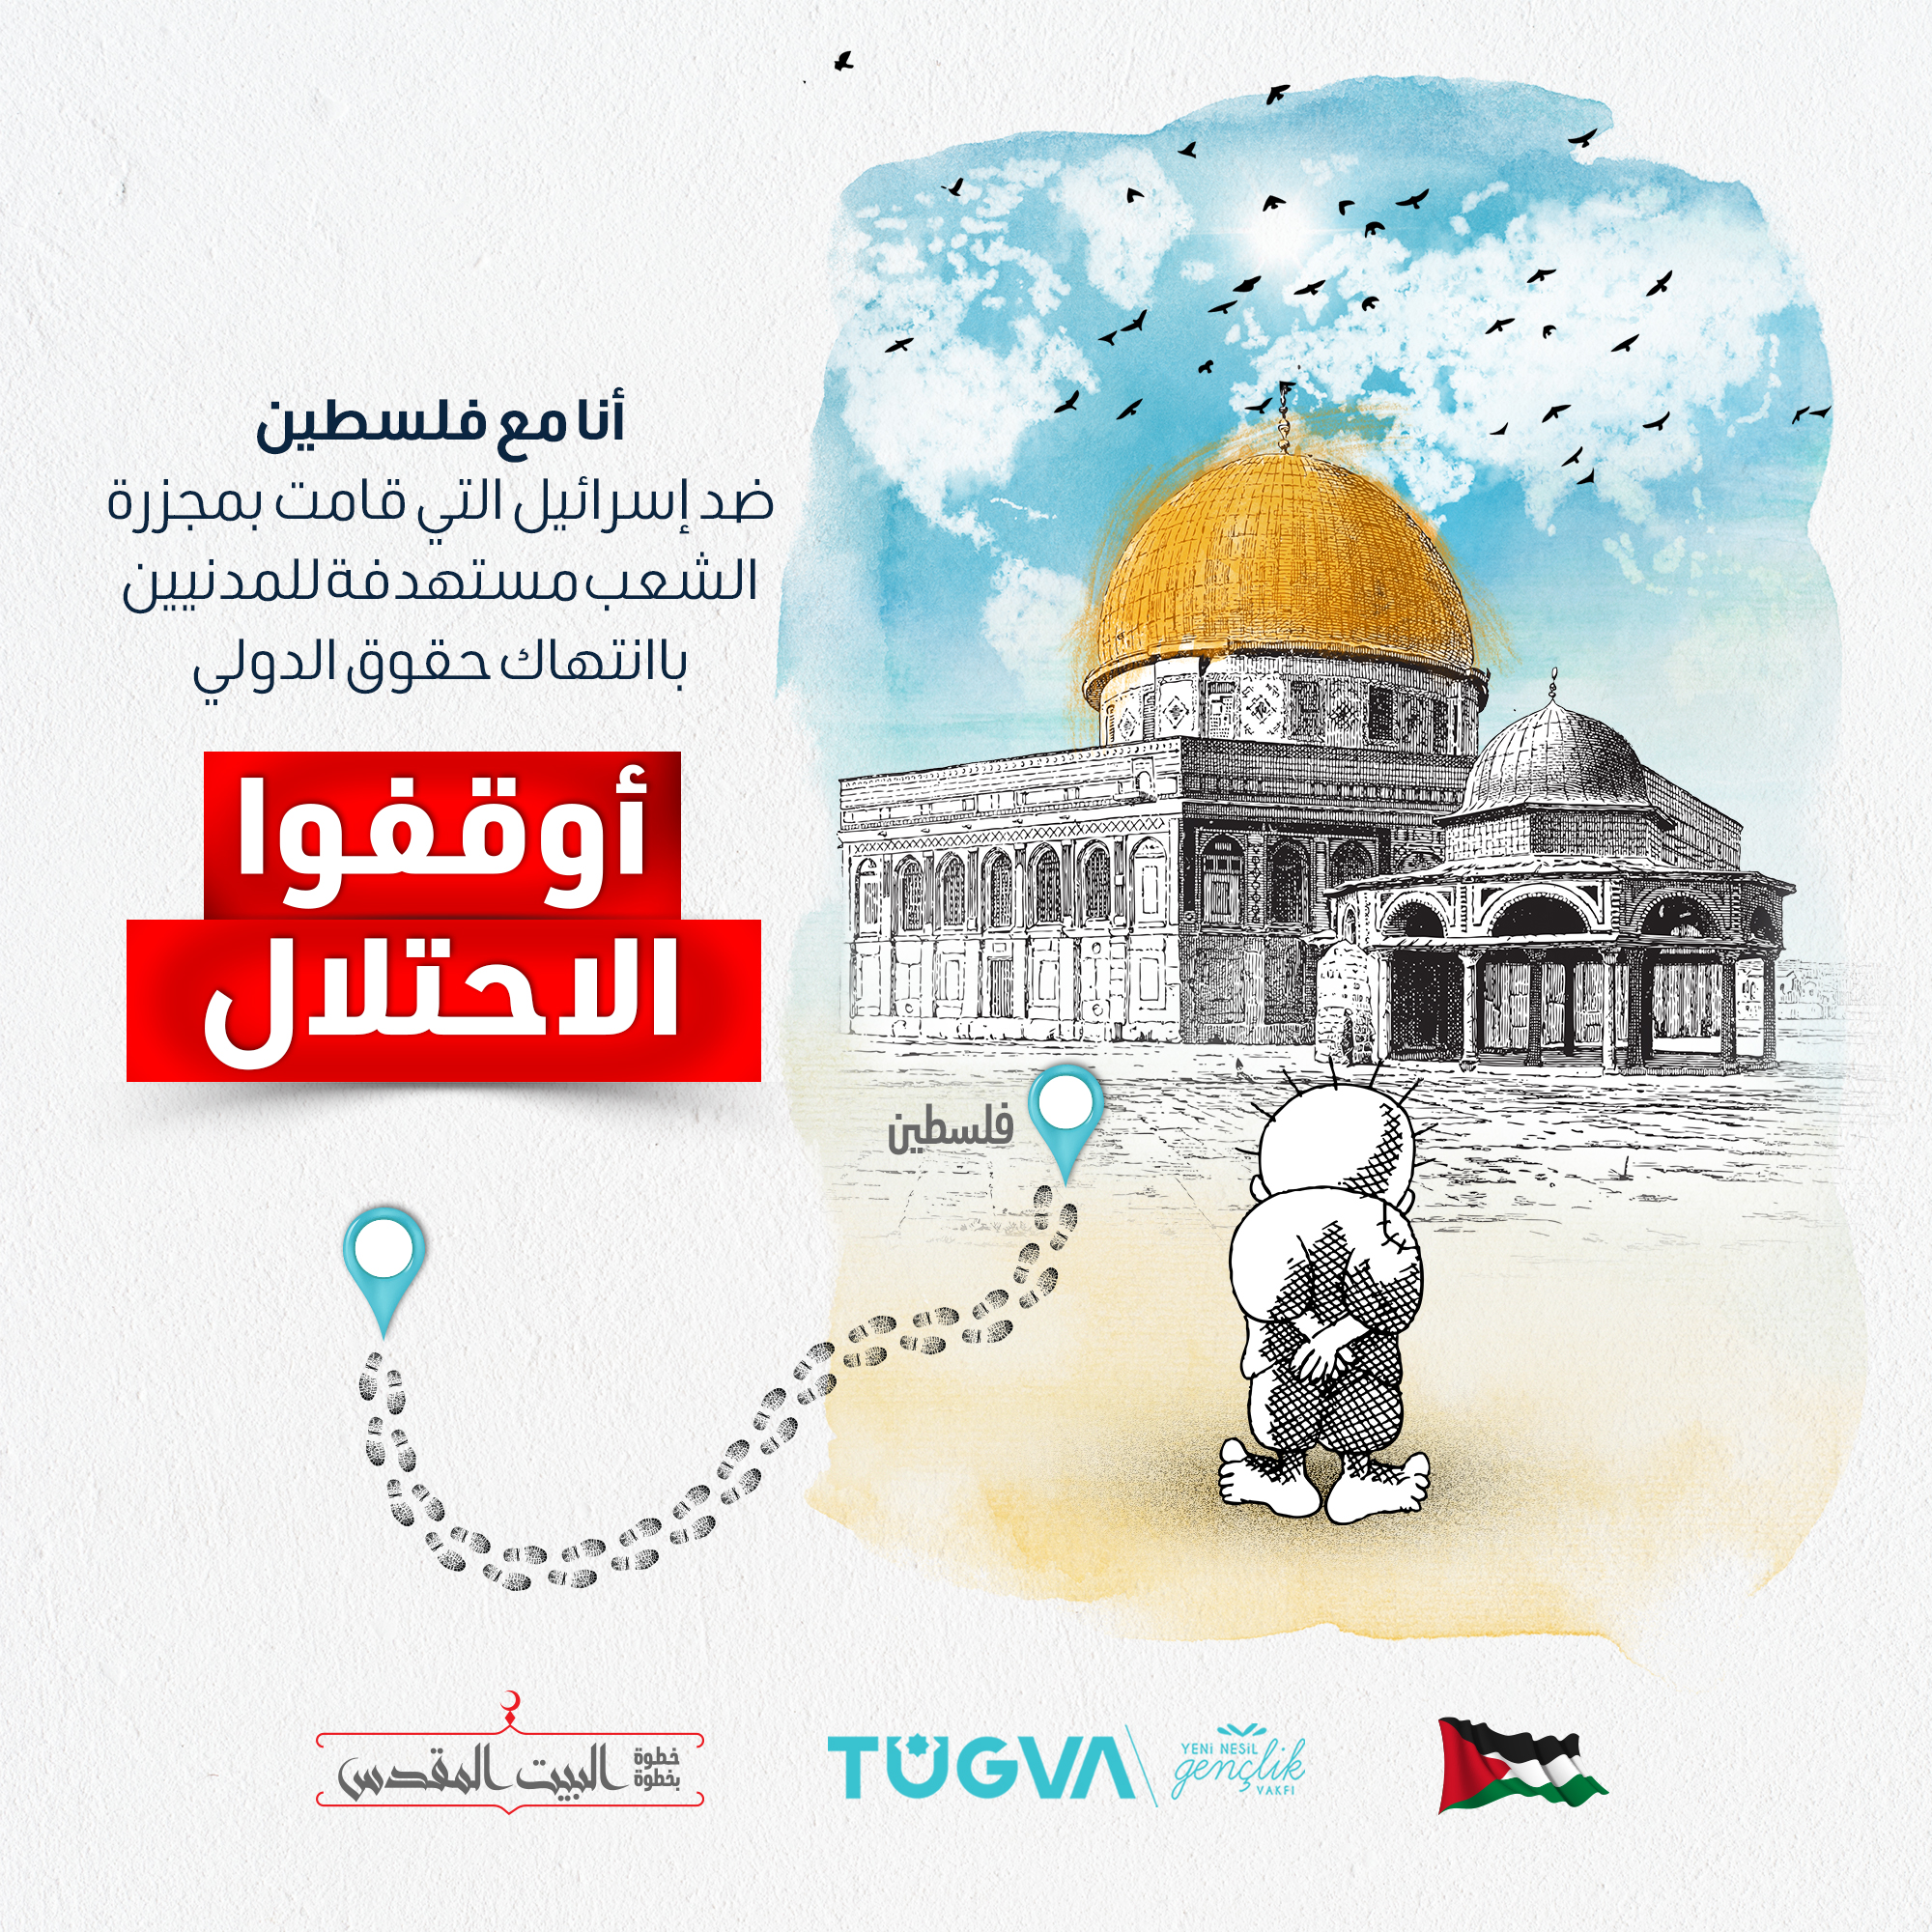 أنا مع فلسطين
ضد إسرائيل التي قامت بمجزرة
الشعب مستهدفة للمدنيين
باانتهاك حقوق الدولي
أوقفوا
الاحتلال
فلسطين
خطوة
بخطوة
البيت المقدس
TÜGVA
YENİ NESİL
gençlik
VAKFI